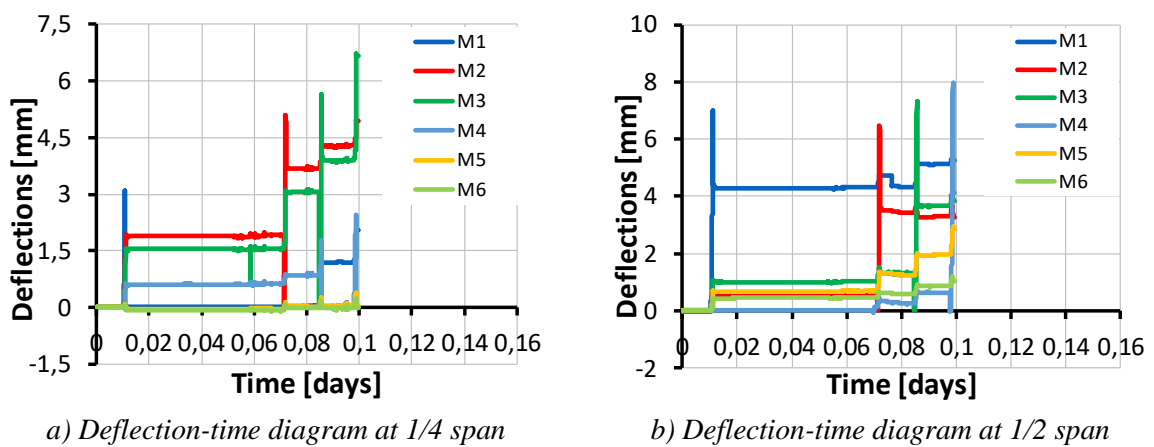 7,5
6
4,5
3
1,5
0
-1,5
Deflections [mm]
0 0,02 0,04 0,06 0,08 0,1 0,12 0,14 0,16
Time [days]
M1
M2
M3
M4
M5
M6
a) Deflection-time diagram at 1/4 span
10
8
6
4
2
0
-2
Deflections [mm]
0 0,02 0,04 0,06 0,08 0,1 0,12 0,14 0,16
Time [days]
M1
M2
M3
M4
M5
M6
b) Deflection-time diagram at 1/2 span